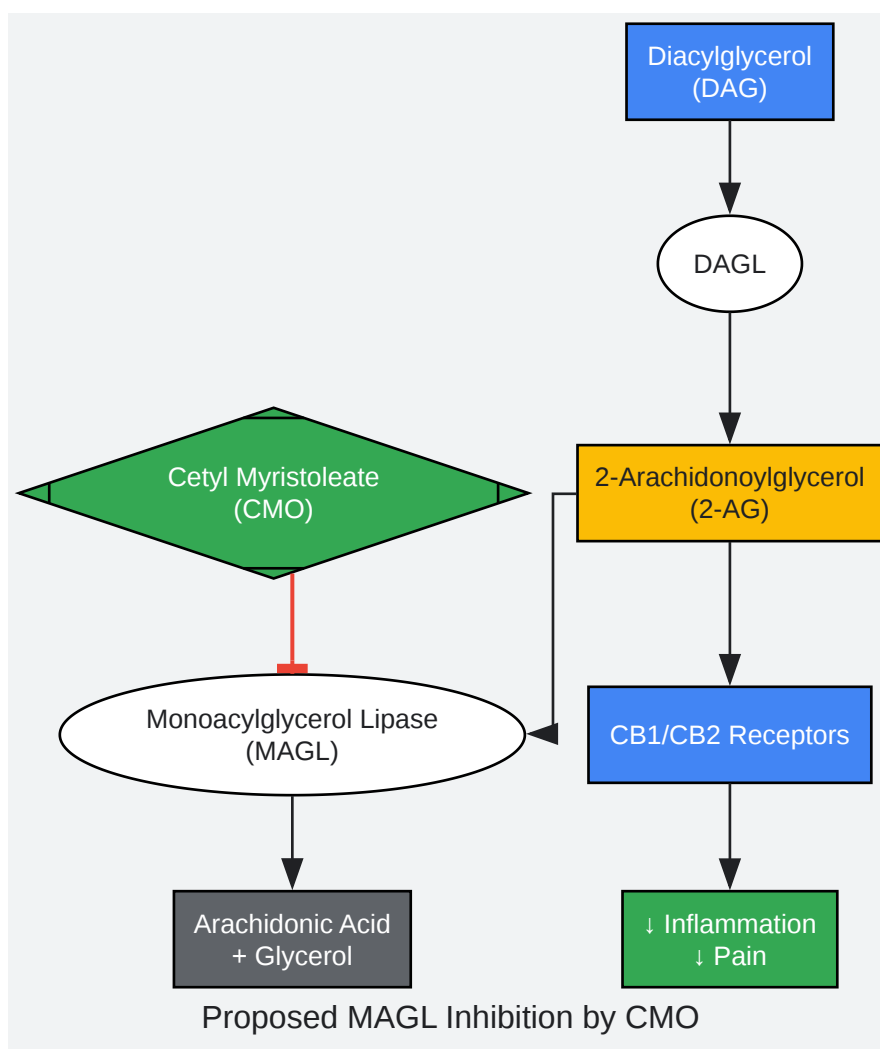 Diacylglycerol
(DAG)
DAGL
Cetyl Myristoleate
(CMO)
2-Arachidonoylglycerol
(2-AG)
Monoacylglycerol Lipase
(MAGL)
CB1/CB2 Receptors
Arachidonic Acid
+ Glycerol
↓ Inflammation
↓ Pain
Proposed MAGL Inhibition by CMO